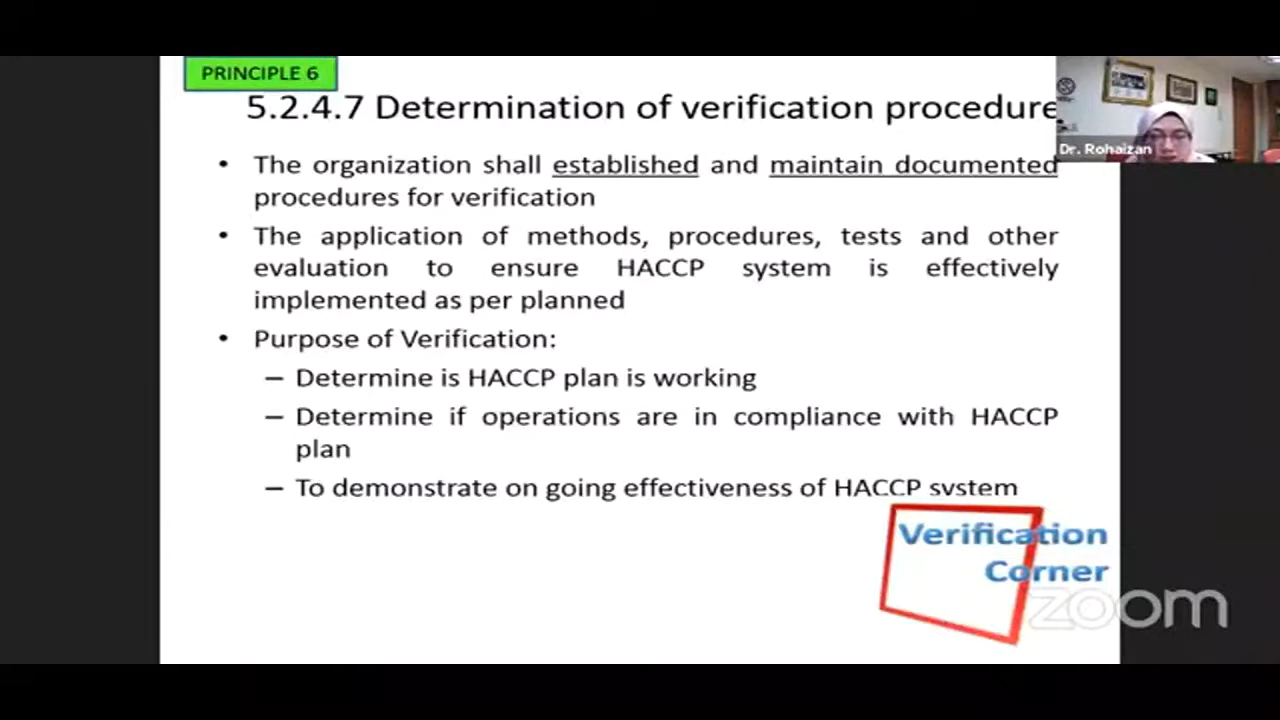 PRINCIPLE 6
5.2.4.7 Determination of verification procedure
Dr. Rohaizan
• The organization shall established and maintain documented
procedures for verification
• The application of methods, procedures, tests and other
evaluation to ensure HACCP system is effectively
implemented as per planned
• Purpose of Verification:
– Determine is HACCP plan is working
– Determine if operations are in compliance with HACCP
plan
– To demonstrate on going effectiveness of HACCP system
Verification
Corner
zoom